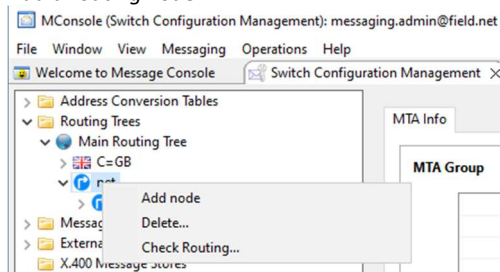 MConsole (Switch Configuration Management): messaging.admin@field.net
File Window View Messaging Operations Help
Welcome to Message Console
Switch Configuration Management
Address Conversion Tables
Routing Trees
Main Routing Tree
C=GB
MTA Info
MTA Group
Add node
Delete...
Check Routing...
X.400 Message Stores